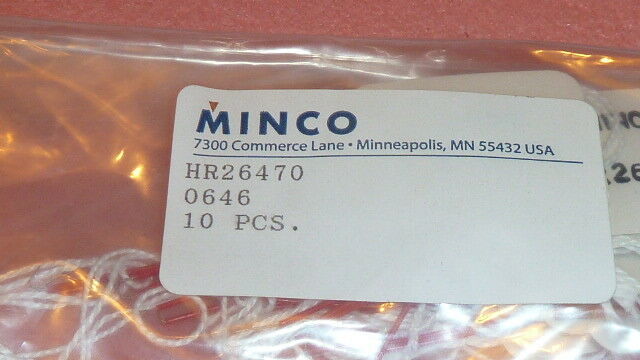 MINCO
7300 Commerce Lane • Minneapolis, MN 55432 USA
HR26470
0646
10 PCS.